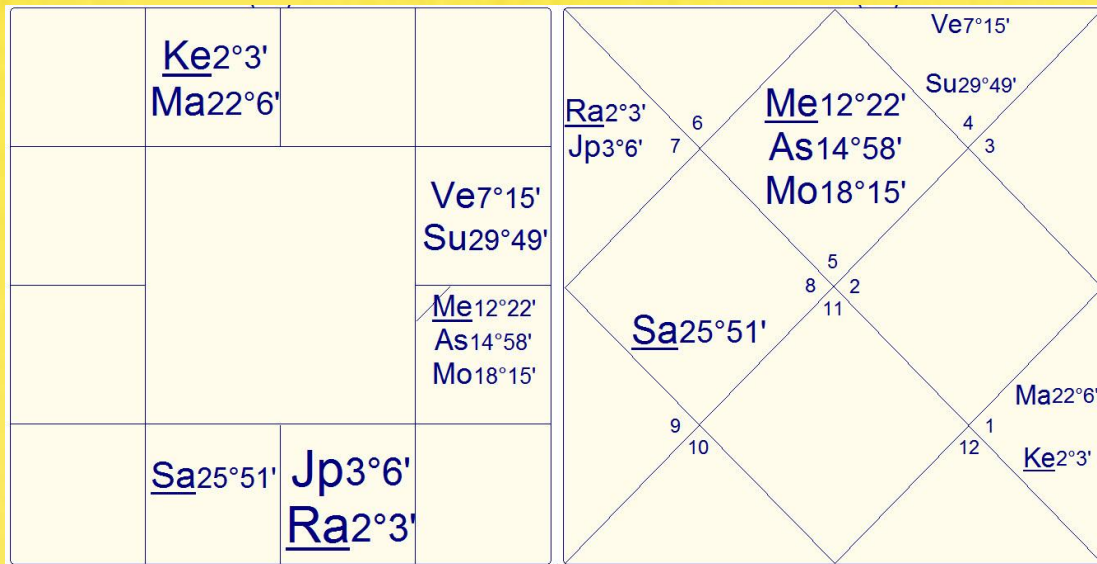 Ke2°3'
Ma22°6'
Ve7°15'
Su29°49'
Me12°22'
As14°58'
Mo18°15'
Sa25°51'
Jp3°6'
Ra2°3'
Ve7°15'
Su29°49'
Ra2°3'
Jp3°6'
6
7
Me12°22'
As14°58'
Mo18°15'
4
3
5
8 2
11
Sa25°51'
Ma22°6'
Ke2°3'
9
10
1
12